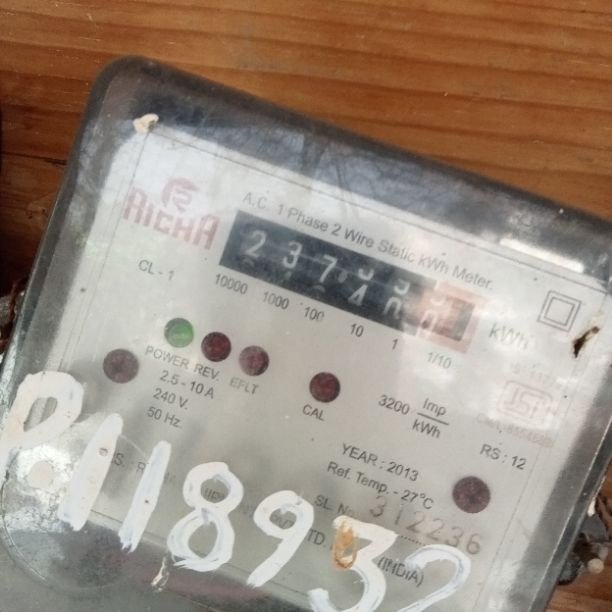 RICHA
A.C. 1 Phase 2 Wire Static kWh Meter.
2 3 7
kWh
CL - 1
10000 1000 100 10 1 1/10
POWER REV. EFLT
CAL
2.5 - 10 A
240 V.
50 Hz.
3200 Imp/kWh
RS : 12
YEAR : 2013
Ref. Temp. - 27°C
SL. No. 312236
(INDIA)
P.118932